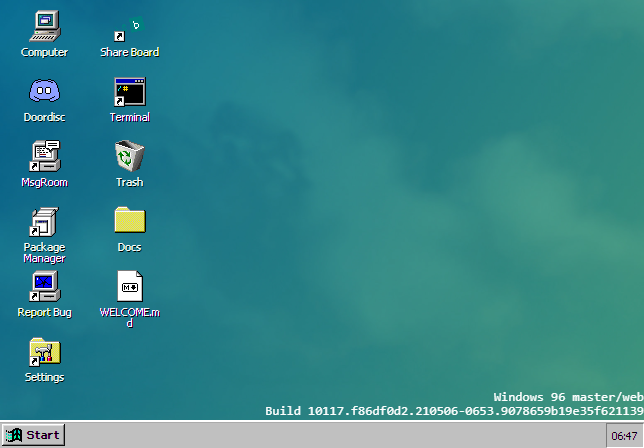 Computer
Share Board
Doordisc
Terminal
MsgRoom
Trash
Package
Manager
Docs
Report Bug
WELCOME.m
d
Settings
Windows 96 master/web
Build 10117.f86df0d2.210506-0653.9078659b19e35f621139
Start
06:47